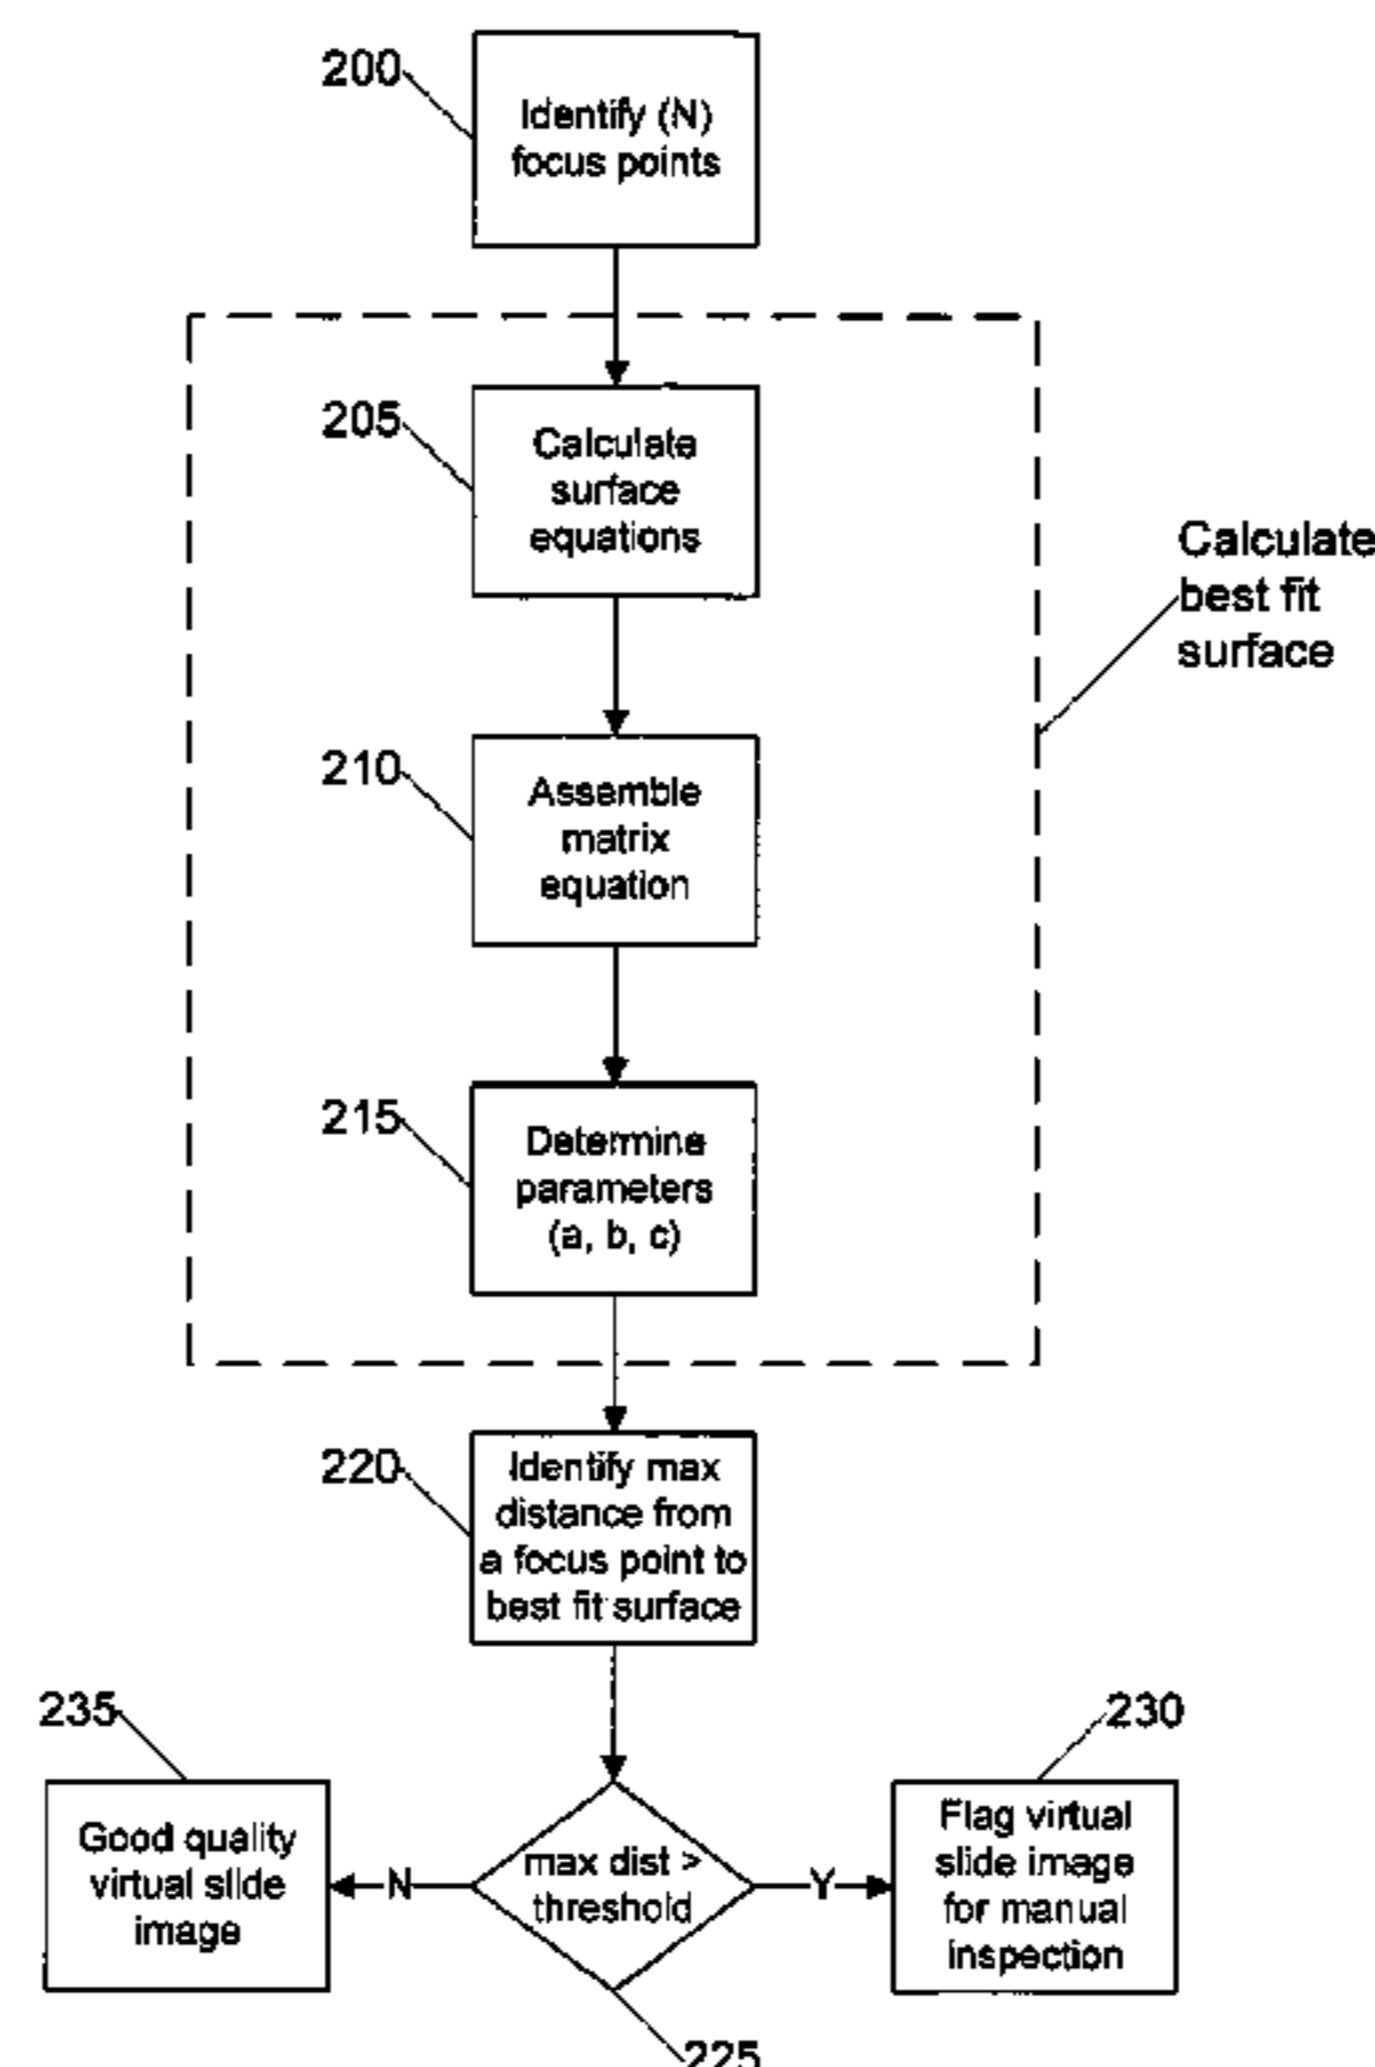 200
Identify (N)
focus points
205
Calculate
surface
equations
Calculate
best fit
surface
210
Assemble
matrix
equation
215
Determine
parameters
(a, b, c)
220
Identify max
distance from
a focus point to
best fit surface
235
230
Good quality
virtual slide
image
N
max dist >
threshold
Y
Flag virtual
slide image
for manual
inspection
225